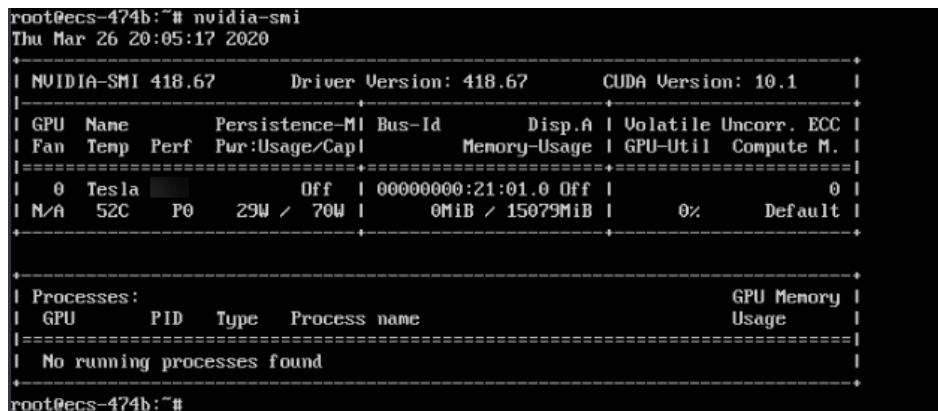 root@ecs-474b:~# nvidia-smi
Thu Mar 26 20:05:17 2020
+-----------------------------------------------------------------------------+
| NVIDIA-SMI 418.67       Driver Version: 418.67       CUDA Version: 10.1     |
|-------------------------------+----------------------+----------------------+
| GPU  Name        Persistence-M| Bus-Id        Disp.A | Volatile Uncorr. ECC |
| Fan  Temp  Perf  Pwr:Usage/Cap|         Memory-Usage | GPU-Util  Compute M. |
|===============================+======================+======================|
|   0  Tesla               Off  | 00000000:21:01.0 Off |                    0 |
| N/A   52C    P0    29W /  70W |      0MiB / 15079MiB |      0%      Default |
+-------------------------------+----------------------+----------------------+
+-----------------------------------------------------------------------------+
| Processes:                                                       GPU Memory |
|  GPU       PID   Type   Process name                             Usage      |
|=============================================================================|
|  No running processes found                                                 |
+-----------------------------------------------------------------------------+
root@ecs-474b:~#